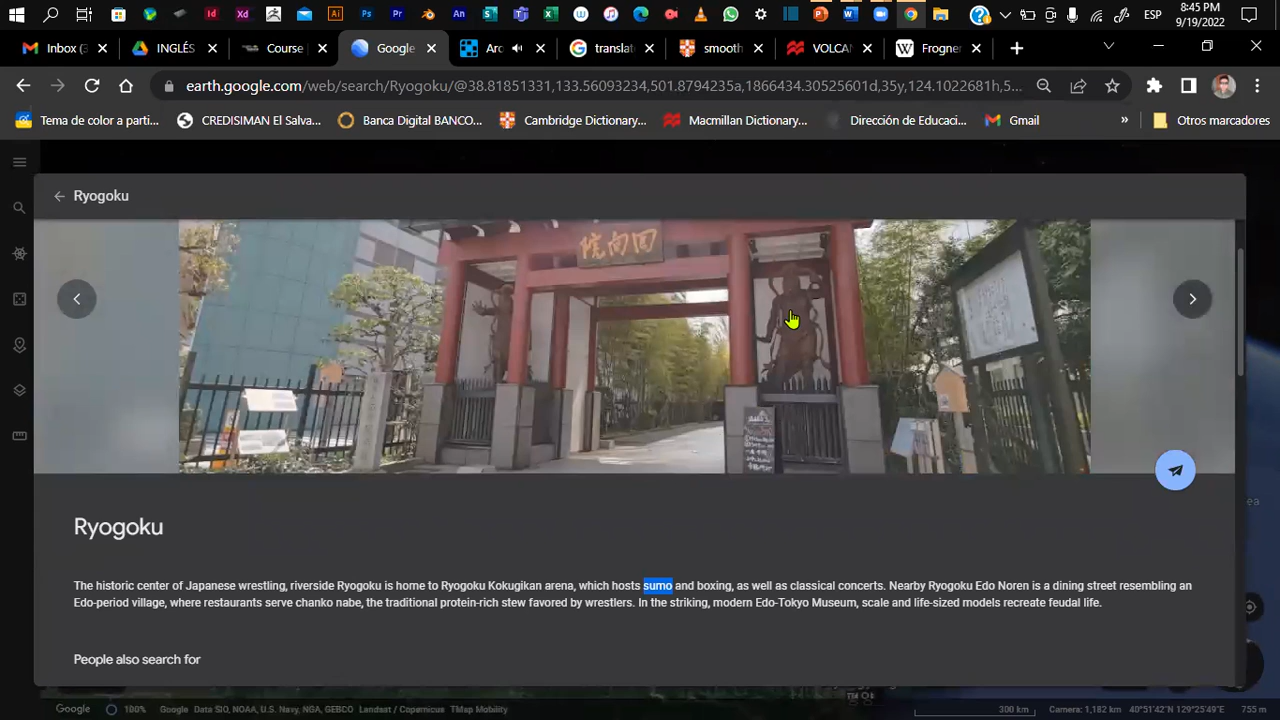 ESP
8:45 PM
9/19/2022
Inbox (3
INGLÉS
Course
Google
Arc
translat
smooth
VOLCAN
Frogner
earth.google.com/web/search/Ryogoku/@38.81851331,133.56093234,501.8794235a,1866434.30525601d,35y,124.1022681h,5...
Tema de color a parti...
CREDISIMAN El Salva...
Banca Digital BANCO...
Cambridge Dictionary...
Macmillan Dictionary...
Dirección de Educaci...
Gmail
»
Otros marcadores
Ryogoku
院向回
Ryogoku
The historic center of Japanese wrestling, riverside Ryogoku is home to Ryogoku Kokugikan arena, which hosts sumo and boxing, as well as classical concerts. Nearby Ryogoku Edo Noren is a dining street resembling an
Edo-period village, where restaurants serve chanko nabe, the traditional protein-rich stew favored by wrestlers. In the striking, modern Edo-Tokyo Museum, scale and life-sized models recreate feudal life.
People also search for
Google
100%
Google Data SIO, NOAA, U.S. Navy, NGA, GEBCO Landsat / Copernicus TMap Mobility
300 km
Camera: 1,182 km 40°51'42"N 129°25'49"E
755 m